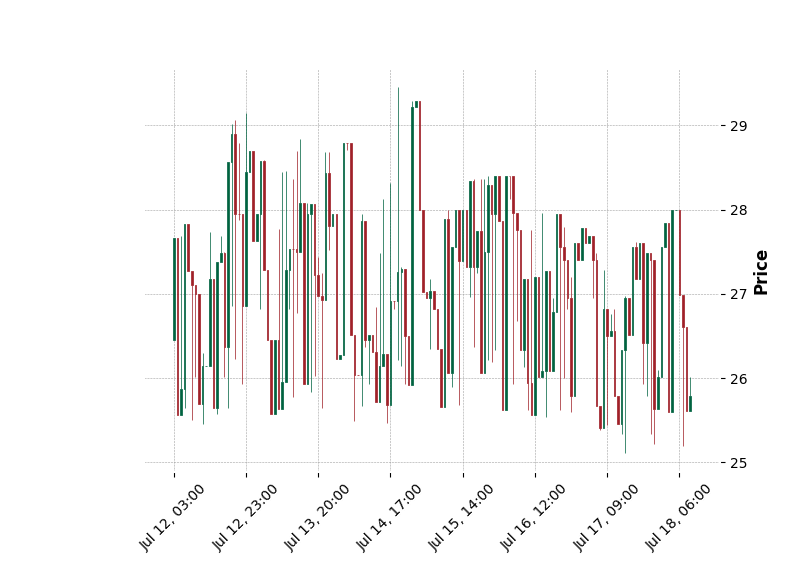 29
28
27
26
25
Price
Jul 12, 03:00
Jul 12, 23:00
Jul 13, 20:00
Jul 14, 17:00
Jul 15, 14:00
Jul 16, 12:00
Jul 17, 09:00
Jul 18, 06:00